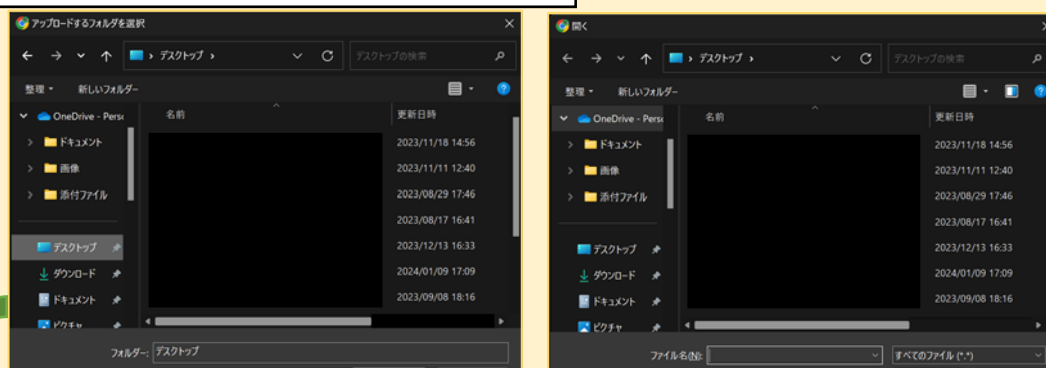 アップロードするフォルダを選択
デスクトップ
デスクトップの検索
整理 新しいフォルダー
名前 更新日時
OneDrive - Perso
ドキュメント
画像
添付ファイル
デスクトップ
ダウンロード
ドキュメント
ピクチャ
2023/11/18 14:56
2023/11/11 12:40
2023/08/29 17:46
2023/08/17 16:41
2023/12/13 16:33
2024/01/09 17:09
2023/09/08 18:16
フォルダー: デスクトップ
開く
デスクトップ
デスクトップの検索
整理 新しいフォルダー
名前 更新日時
OneDrive - Perso
ドキュメント
画像
添付ファイル
デスクトップ
ダウンロード
ドキュメント
ピクチャ
2023/11/18 14:56
2023/11/11 12:40
2023/08/29 17:46
2023/08/17 16:41
2023/12/13 16:33
2024/01/09 17:09
2023/09/08 18:16
ファイル名(N): すべてのファイル (*.*)